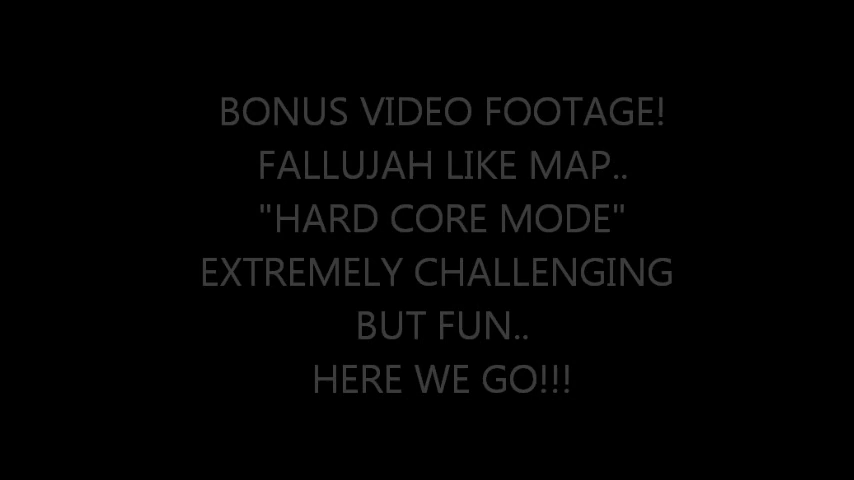 BONUS VIDEO FOOTAGE!
FALLUJAH LIKE MAP..
"HARD CORE MODE"
EXTREMELY CHALLENGING
BUT FUN..
HERE WE GO!!!